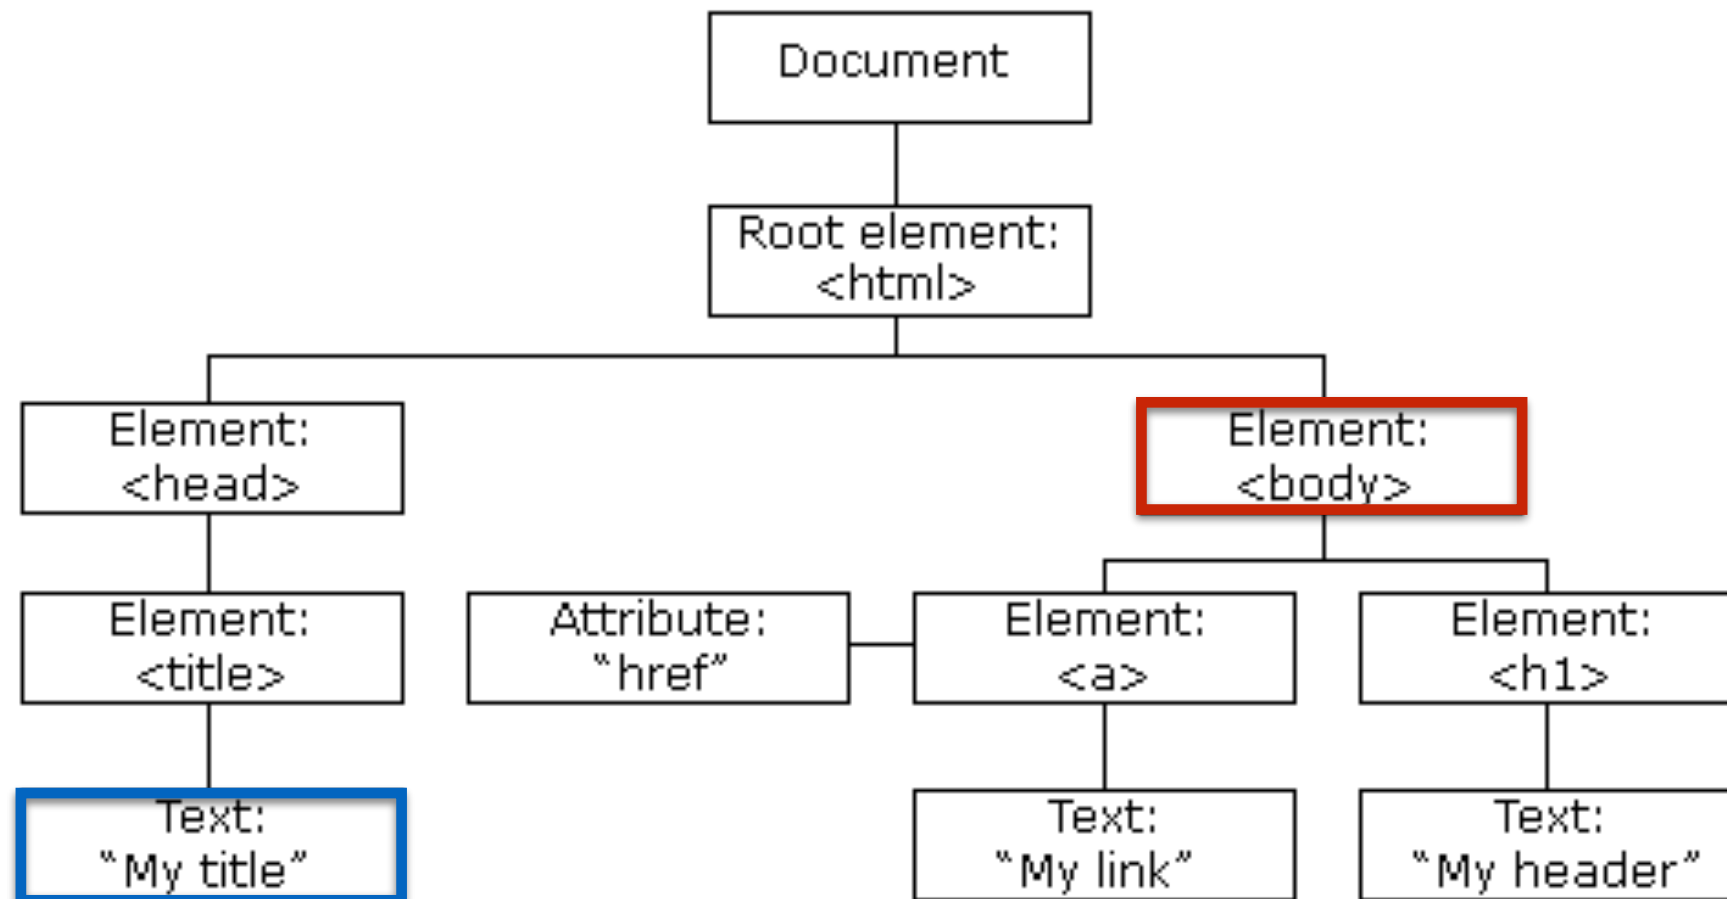 Document
Root element:
<html>
Element:
<head>
Element:
<body>
Element:
<title>
Attribute:
“href”
Element:
<a>
Element:
<h1>
Text:
“My title”
Text:
“My link”
Text:
“My header”